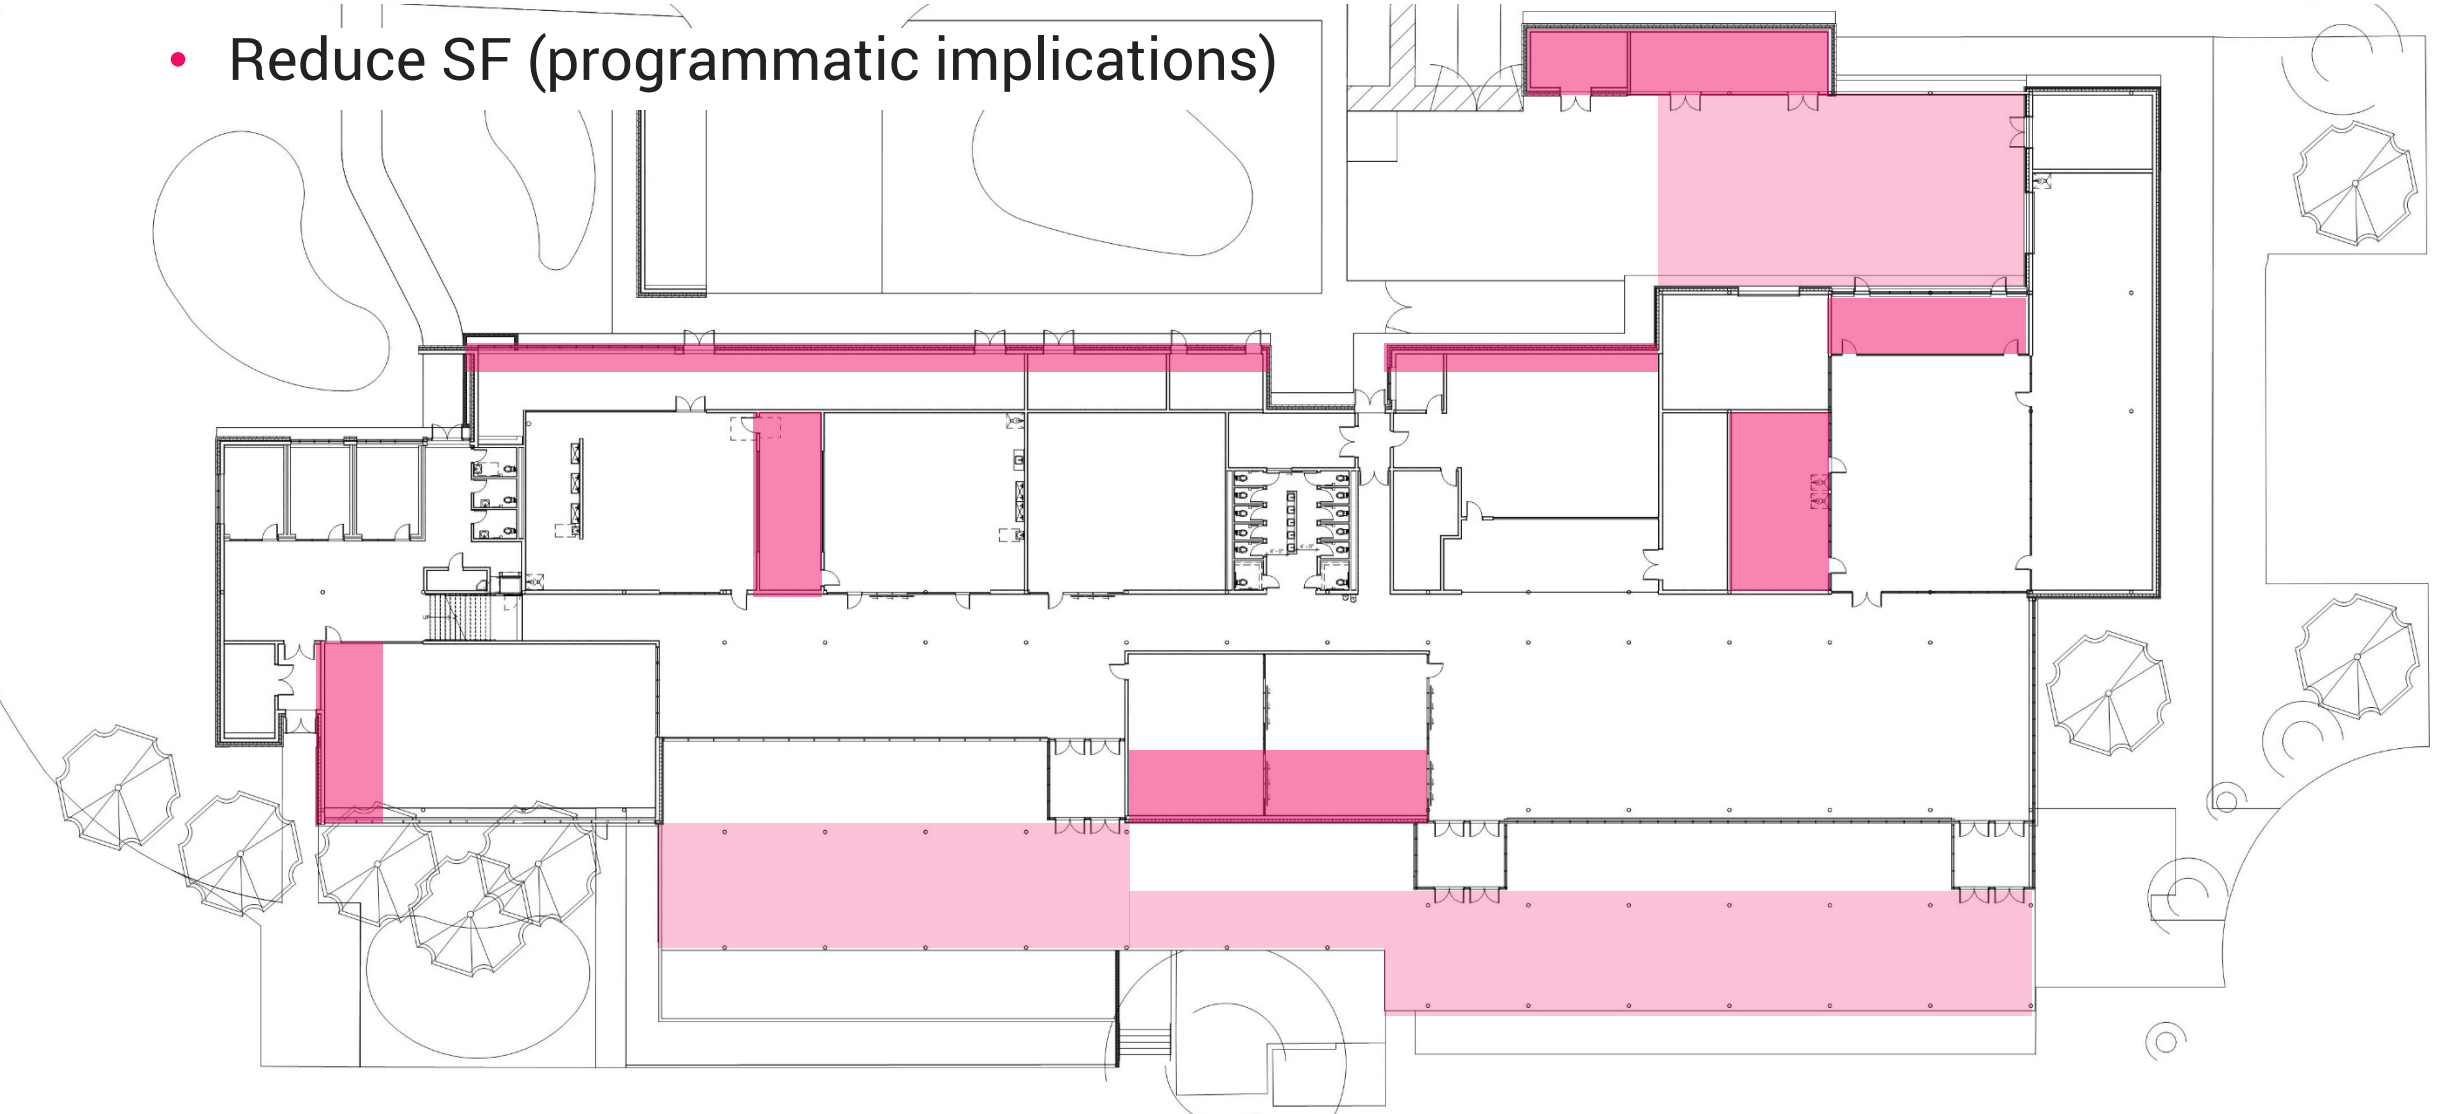 • Reduce SF (programmatic implications)